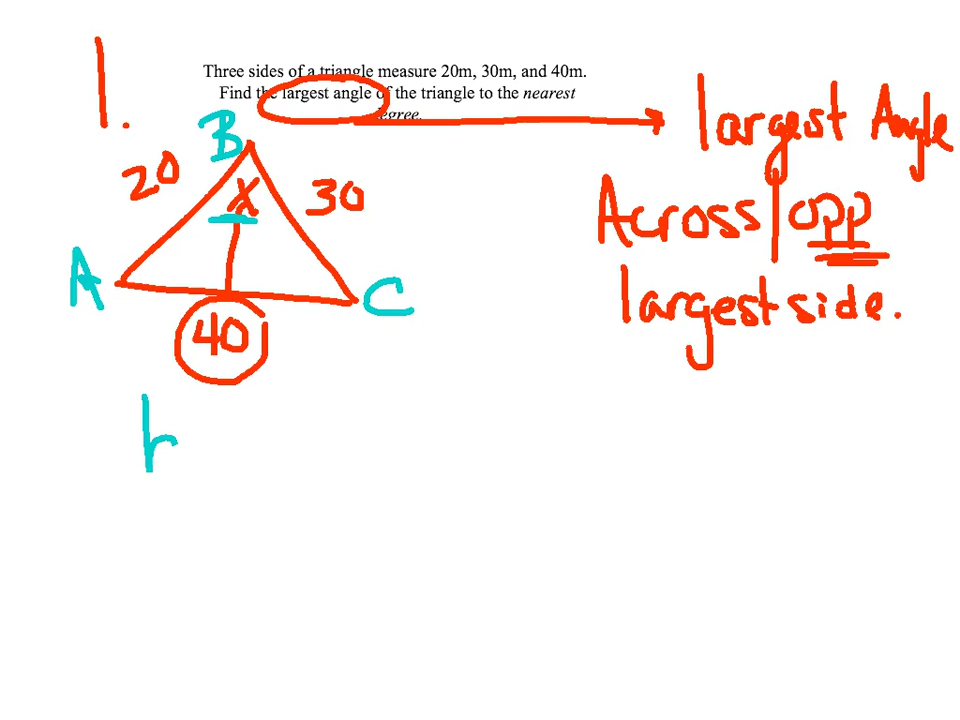 1.
Three sides of a triangle measure 20m, 30m, and 40m.
Find the largest angle of the triangle to the nearest
degree.
largest Angle
Across/opp
largest side.
B
20
X
30
A
C
40